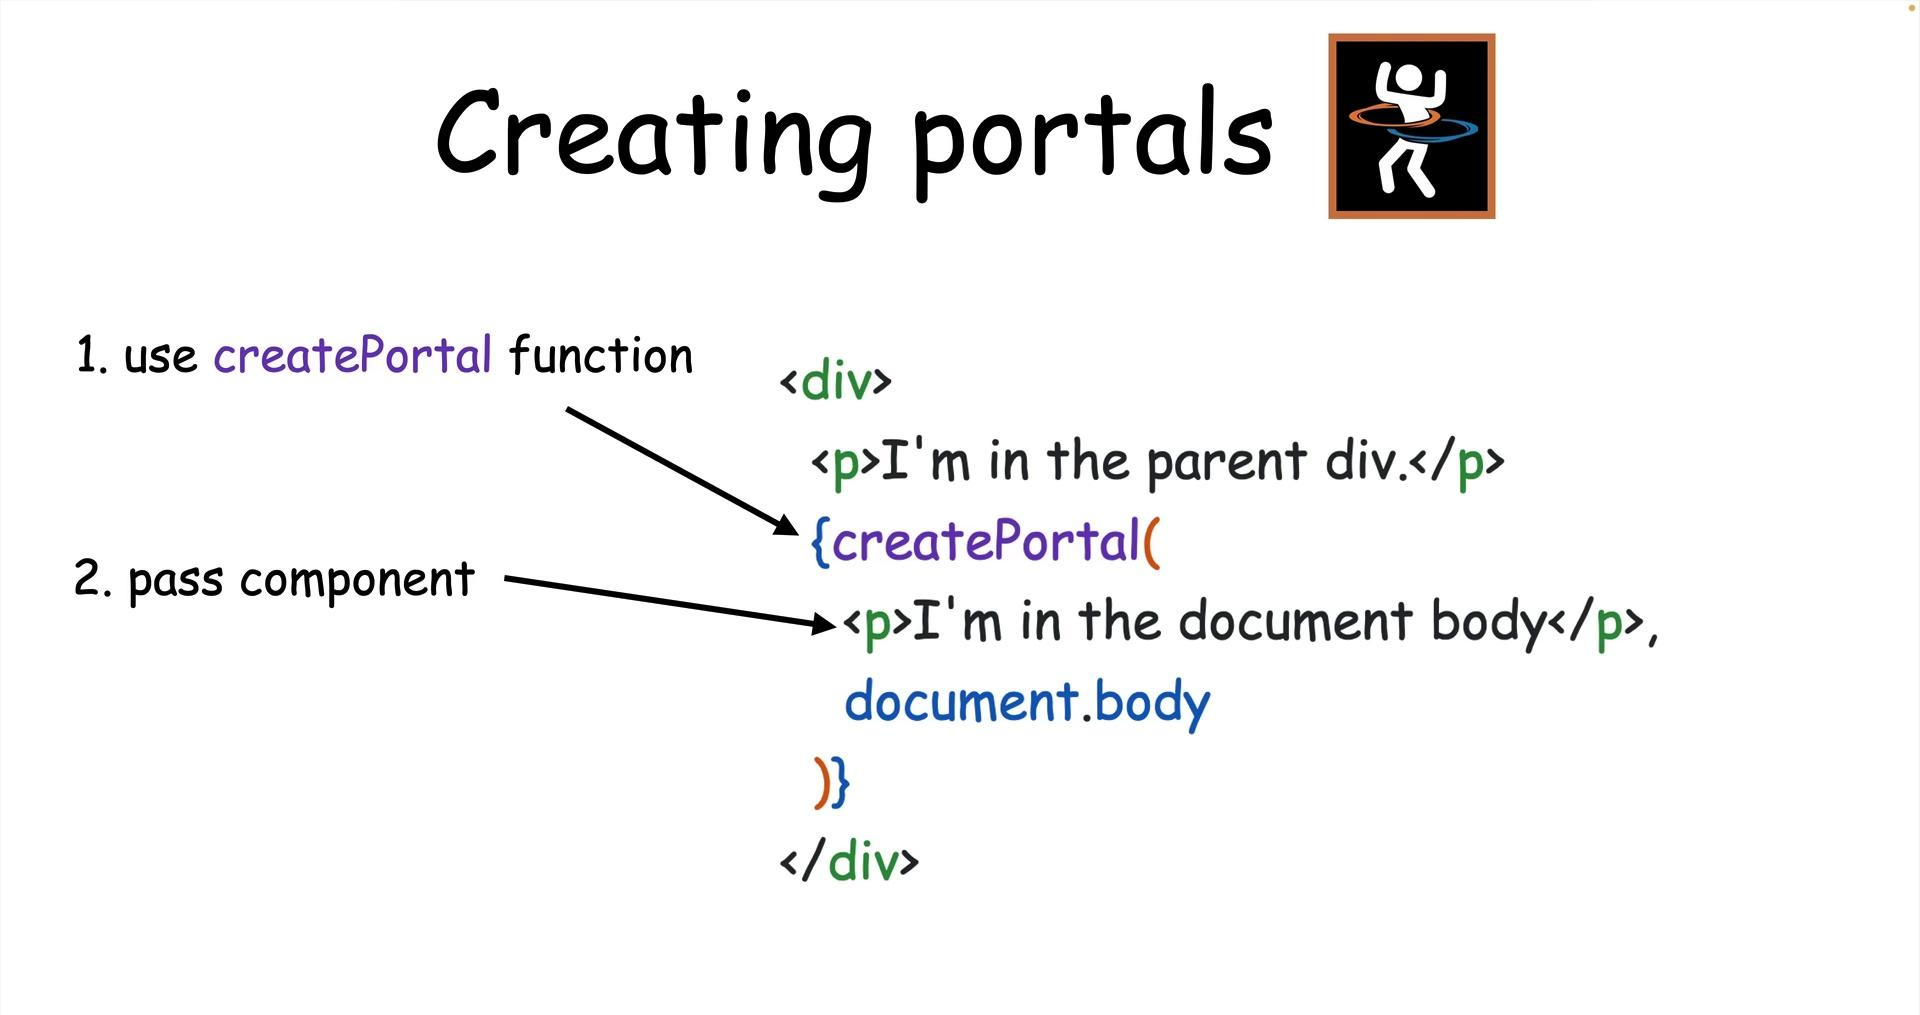 Creating portals
1. use createPortal function
2. pass component
<div>
<p>I'm in the parent div.</p>
{createPortal(
<p>I'm in the document body</p>,
document.body
)}
</div>